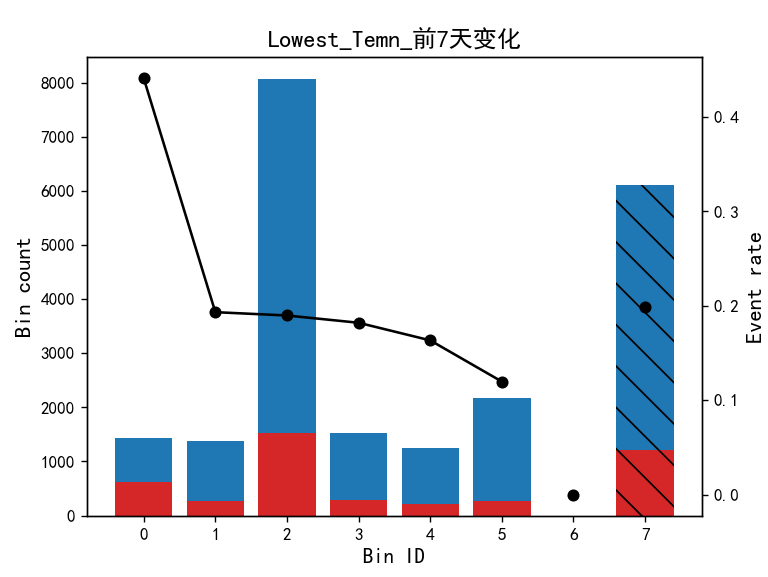 Lowest_Temn_前7天变化
8000
7000
6000
5000
4000
3000
2000
1000
0
Bin count
0.4
0.3
0.2
0.1
0.0
Event rate
0 1 2 3 4 5 6 7
Bin ID